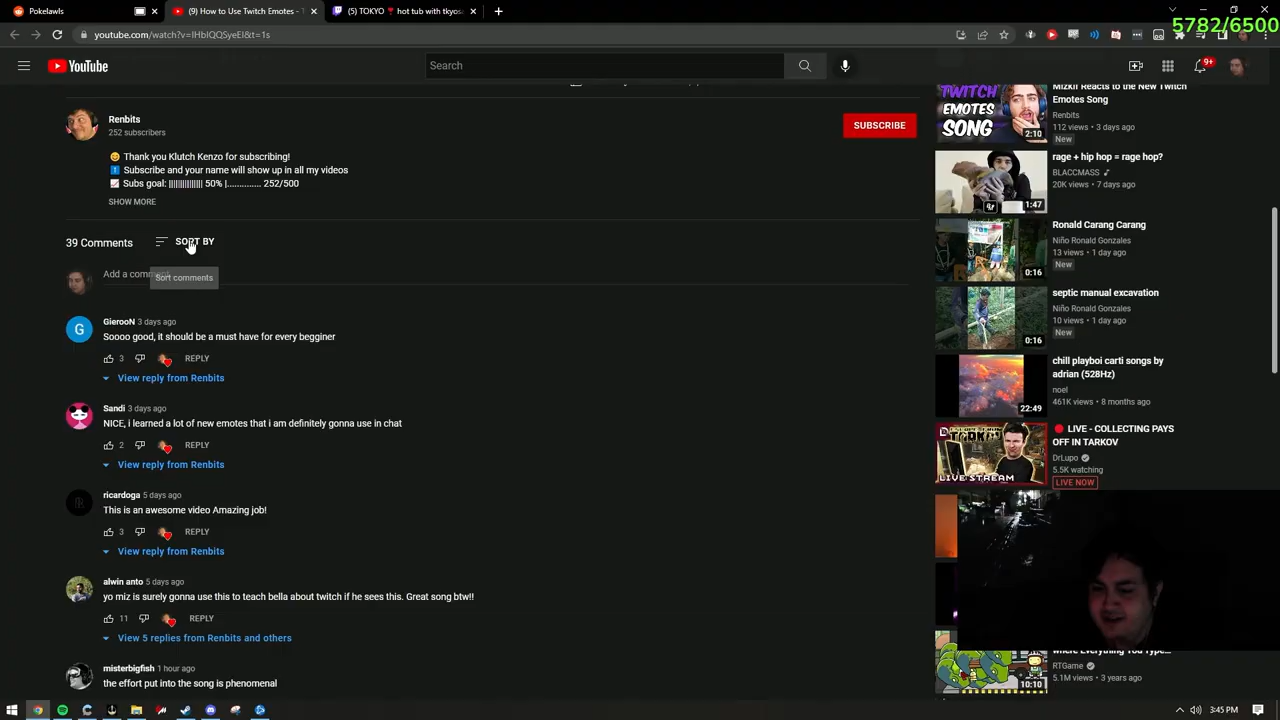 Pokelawls
(9) How to Use Twitch Emotes -
(5) TOKYO
hot tub with tkyosa
5782/6500
youtube.com/watch?v=lHbIQQSyeEI&t=1s
YouTube
Search
9+
Renbits
252 subscribers
SUBSCRIBE
😊 Thank you Klutch Kenzo for subscribing!
Subscribe and your name will show up in all my videos
📈 Subs goal: |||||||||||||||| 50% |.............. 252/500
SHOW MORE
39 Comments
SORT BY
Add a comm
Sort comments
G
GierooN 3 days ago
Soooo good, it should be a must have for every begginer
3
REPLY
View reply from Renbits
Sandi 3 days ago
NICE, i learned a lot of new emotes that i am definitely gonna use in chat
2
REPLY
View reply from Renbits
ricardoga 5 days ago
This is an awesome video Amazing job!
3
REPLY
View reply from Renbits
alwin anto 5 days ago
yo miz is surely gonna use this to teach bella about twitch if he sees this. Great song btw!!
11
REPLY
View 5 replies from Renbits and others
misterbigfish 1 hour ago
the effort put into the song is phenomenal
TWITCH
EMOTES
SONG
2:10
Mizkif Reacts to the New Twitch
Emotes Song
Renbits
112 views • 3 days ago
New
1:47
rage + hip hop = rage hop?
BLACCMASS
20K views • 7 days ago
0:16
Ronald Carang Carang
Niño Ronald Gonzales
13 views • 1 day ago
New
0:16
septic manual excavation
Niño Ronald Gonzales
10 views • 1 day ago
New
22:49
chill playboi carti songs by
adrian (528Hz)
noel
461K views • 8 months ago
TARKOV
LIVE STREAM
LIVE - COLLECTING PAYS
OFF IN TARKOV
DrLupo
5.5K watching
LIVE NOW
10:10
where Everything You Type...
RTGame
5.1M views • 3 years ago
3:45 PM